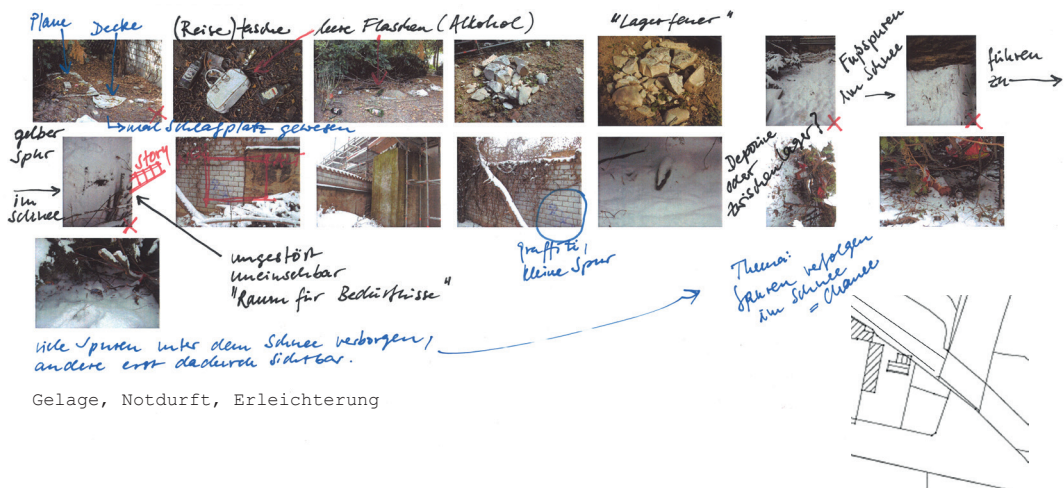 Plane
Decke
(Reise)tasche
leere Flaschen (Alkohol)
"Lagerfeuer"
Fußspuren
im Schnee
führen
zu
mal Schlafplatz gewesen
gelber
Spur
im
Schnee
Story
Deponie
oder
Zwischenlager?
ungestört
uneinsehbar
"Raum für Bedürfnisse"
graffiti,
kleine Spur
Thema:
Spuren verfolgen
im Schnee
= Chance
viele Spuren unter dem Schnee verborgen,
andere erst dadurch sichtbar.
Gelage, Notdurft, Erleichterung